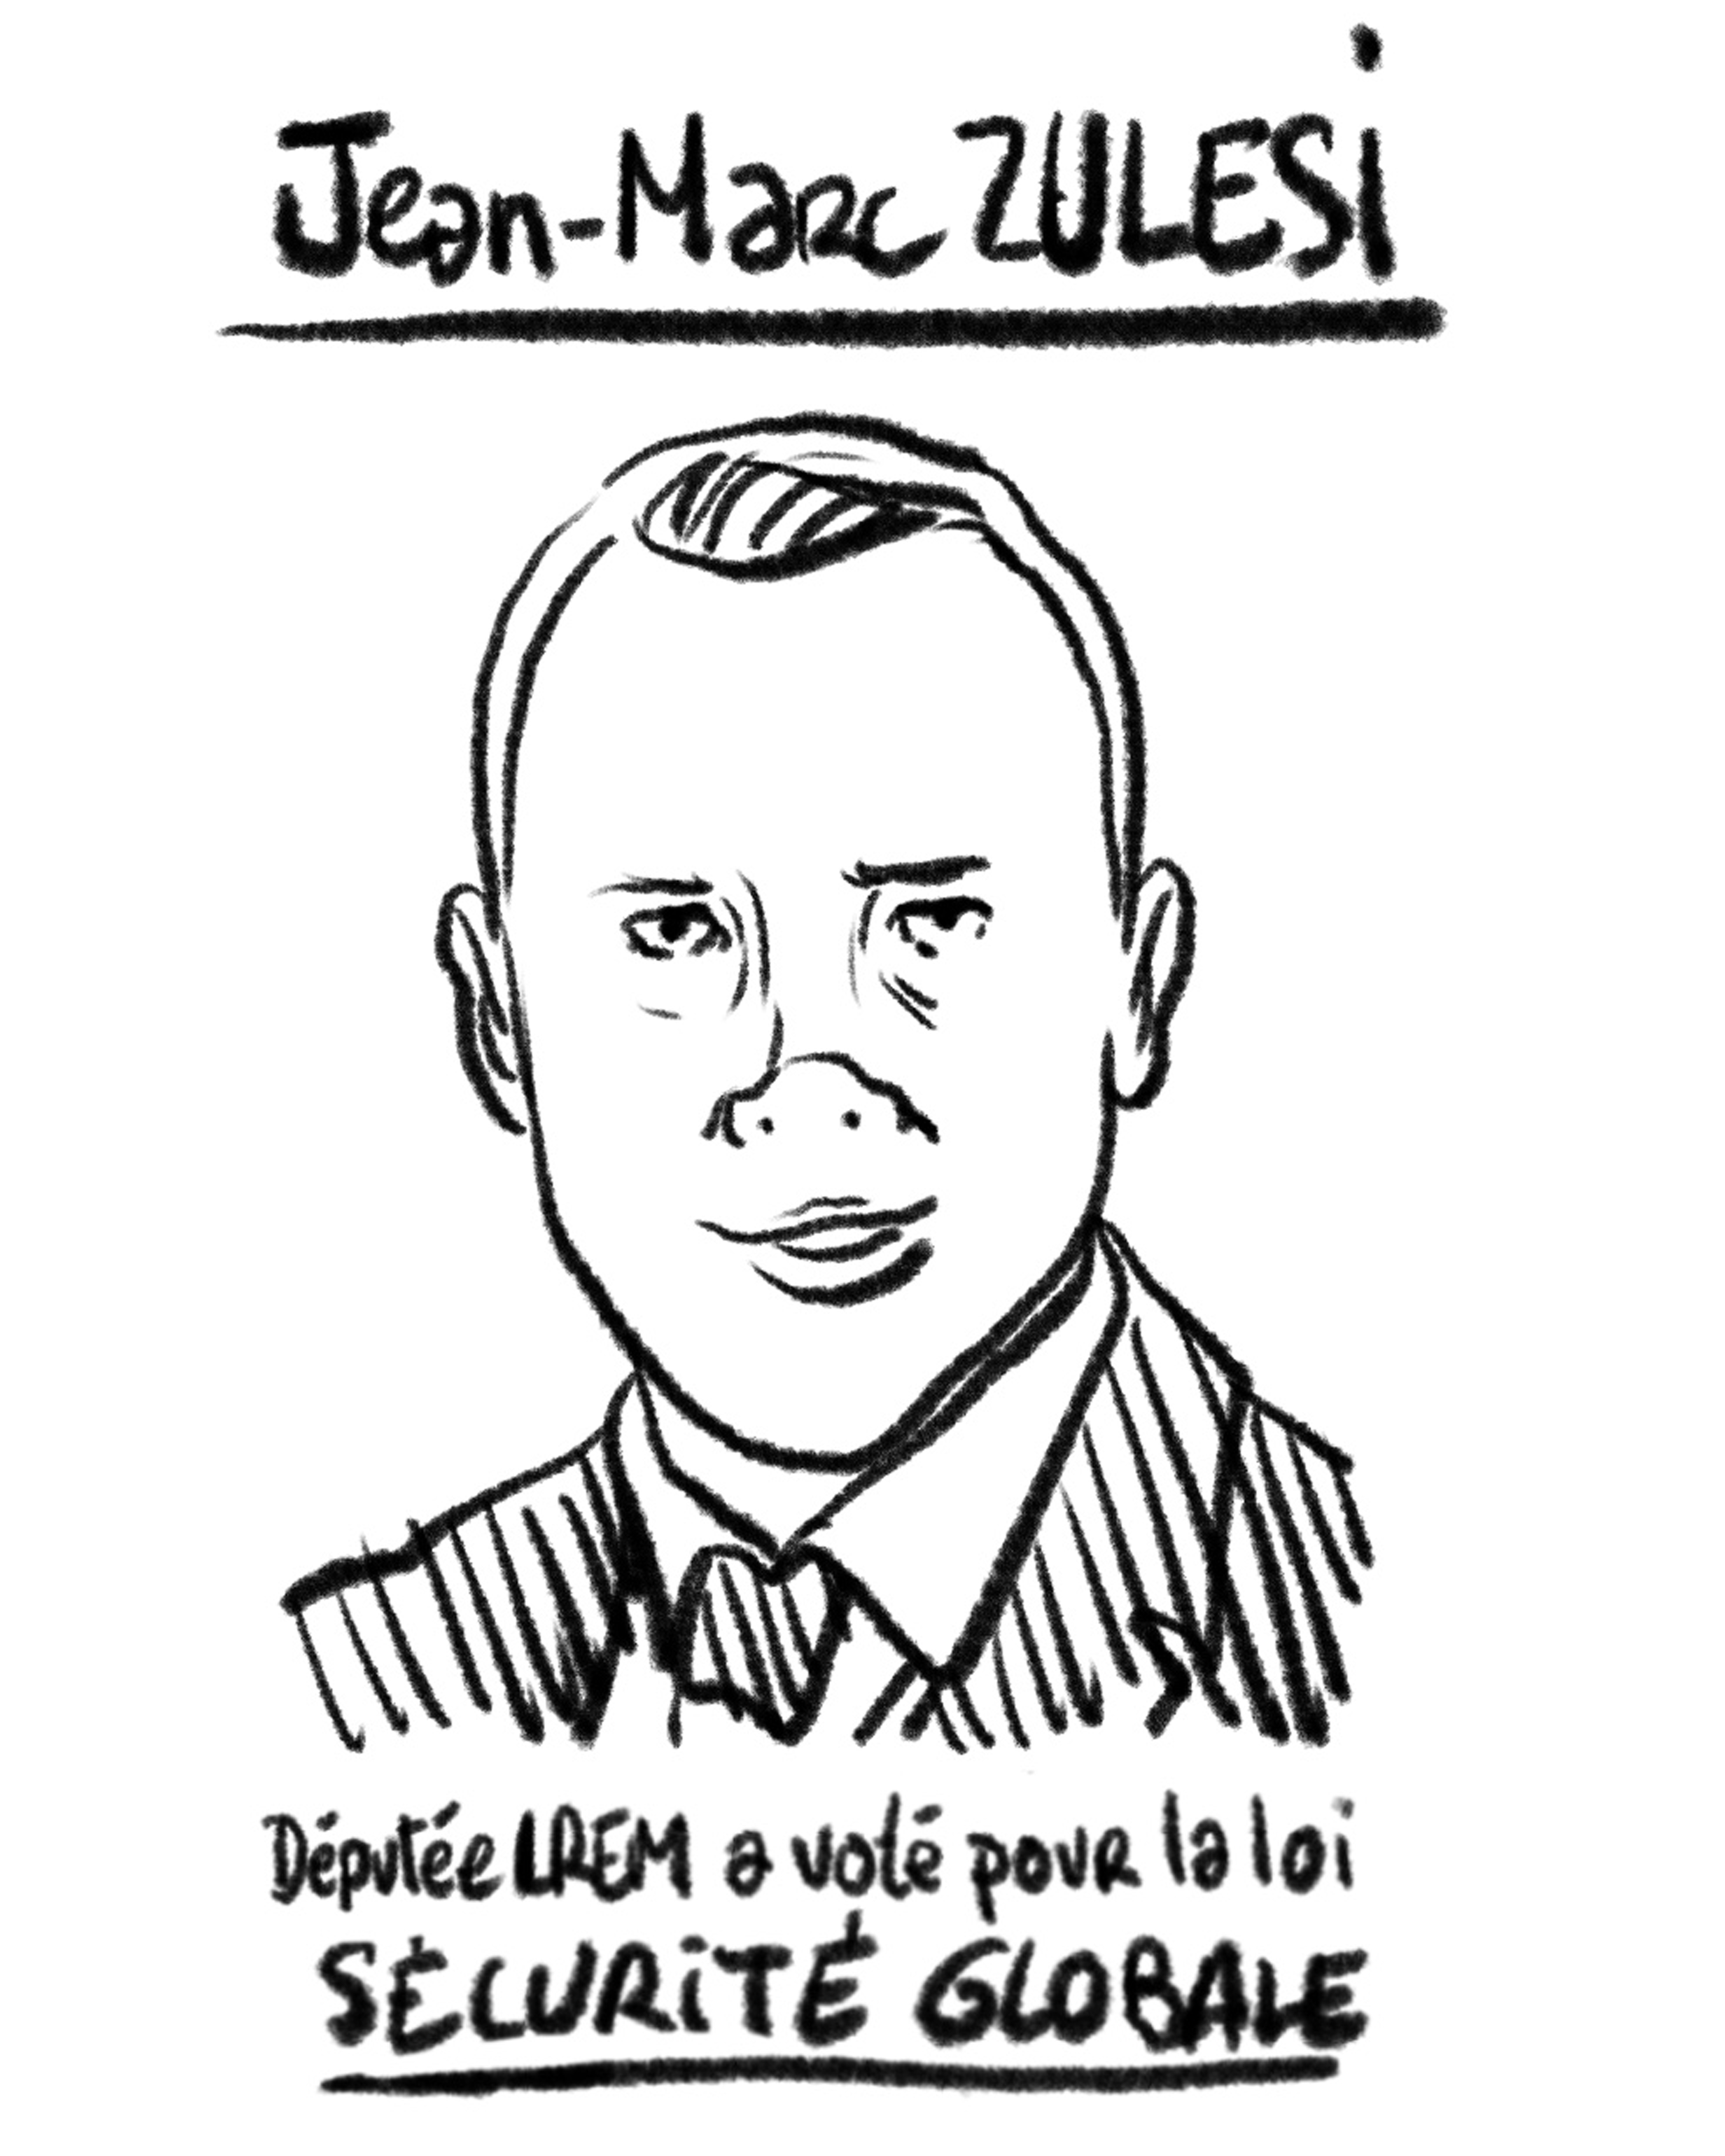 Jean-Marc ZULESi
Députée LREM a voté pour la loi
SÉCURiTÉ GLOBALE